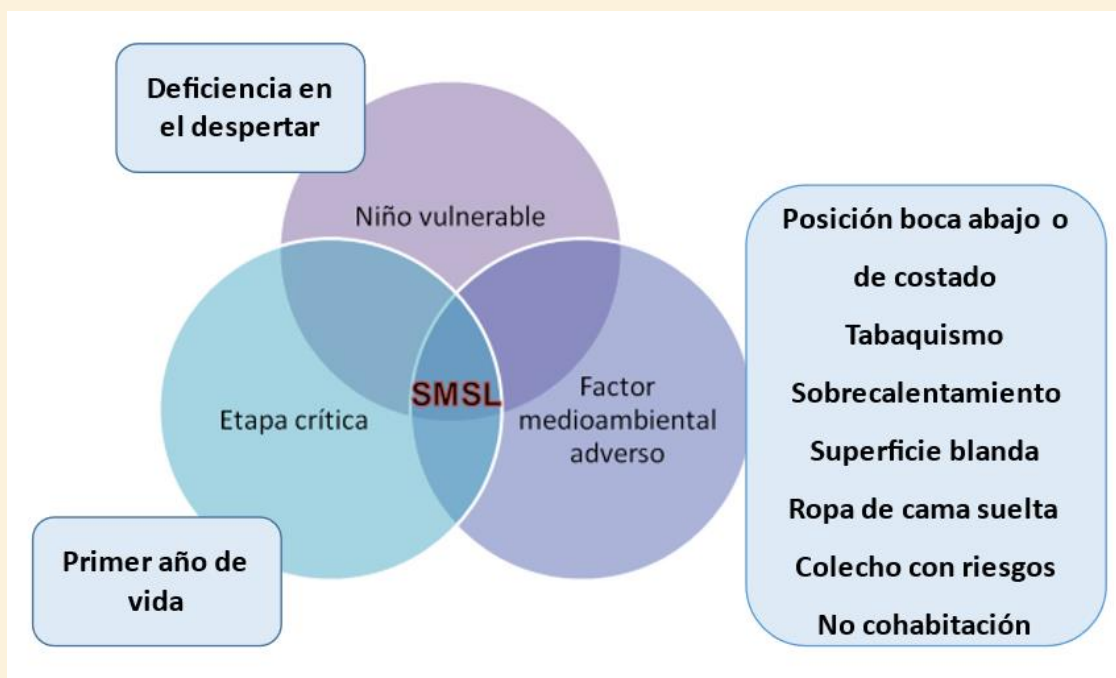 Deficiencia en
el despertar
Niño vulnerable
Posición boca abajo o
de costado
Tabaquismo
Sobrecalentamiento
Superficie blanda
Ropa de cama suelta
Colecho con riesgos
No cohabitación
SMSL
Etapa crítica
Factor
medioambiental
adverso
Primer año de
vida